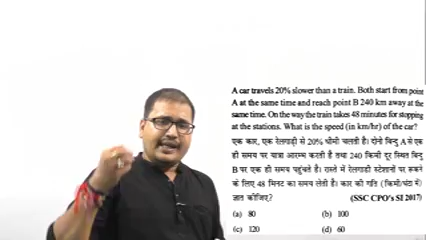 A car travels 20% slower than a train. Both start from point
A at the same time and reach point B 240 km away at the
same time. On the way the train takes 48 minutes for stopping
at the stations. What is the speed (in km/hr) of the car?
एक कार, एक रेलगाड़ी से 20% धीमी चलती है। दोनों बिन्दु A से एक
ही समय पर यात्रा आरम्भ करती है तथा 240 किमी दूर स्थित बिन्दु
B पर एक ही समय पहुंचते है। रास्ते में रेलगाड़ी स्टेशनों पर रूकने
के लिए 48 मिनट का समय लेती है। कार की गति (किमी/घंटा में)
ज्ञात कीजिए?
(SSC CPO's SI 2017)
(a) 80 (b) 100
(c) 120 (d) 60